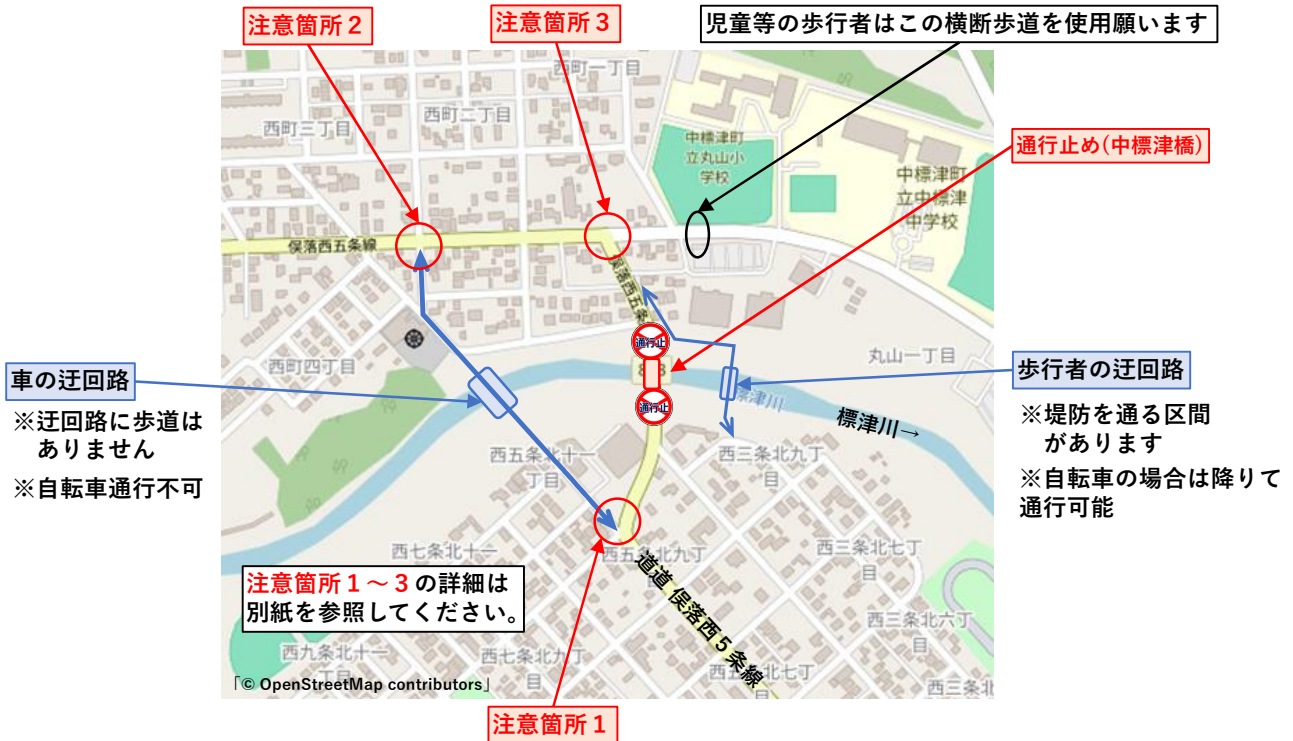 注意箇所２
注意箇所３
児童等の歩行者はこの横断歩道を使用願います
西町一丁目
西町二丁目
西町三丁目
中標津町
立丸山小
学校
通行止め(中標津橋)
中標津町
立中標津
中学校
俣落西五条線
俣落西五条
通行止
丸山一丁目
西町四丁目
車の迂回路
※迂回路に歩道は
ありません
※自転車通行不可
通行止
標津川
標津川→
歩行者の迂回路
※堤防を通る区間
があります
※自転車の場合は降りて
通行可能
西五条北十一
丁目
西三条北九丁
目
西七条北十一
西五条北九丁
目
西三条北七丁
目
道道 俣落西５条線
注意箇所１～３の詳細は
別紙を参照してください。
西三条北六丁
目
西九条北十一
丁目
西七条北九丁
目
西五条北七丁
目
西三条北
「© OpenStreetMap contributors」
注意箇所１